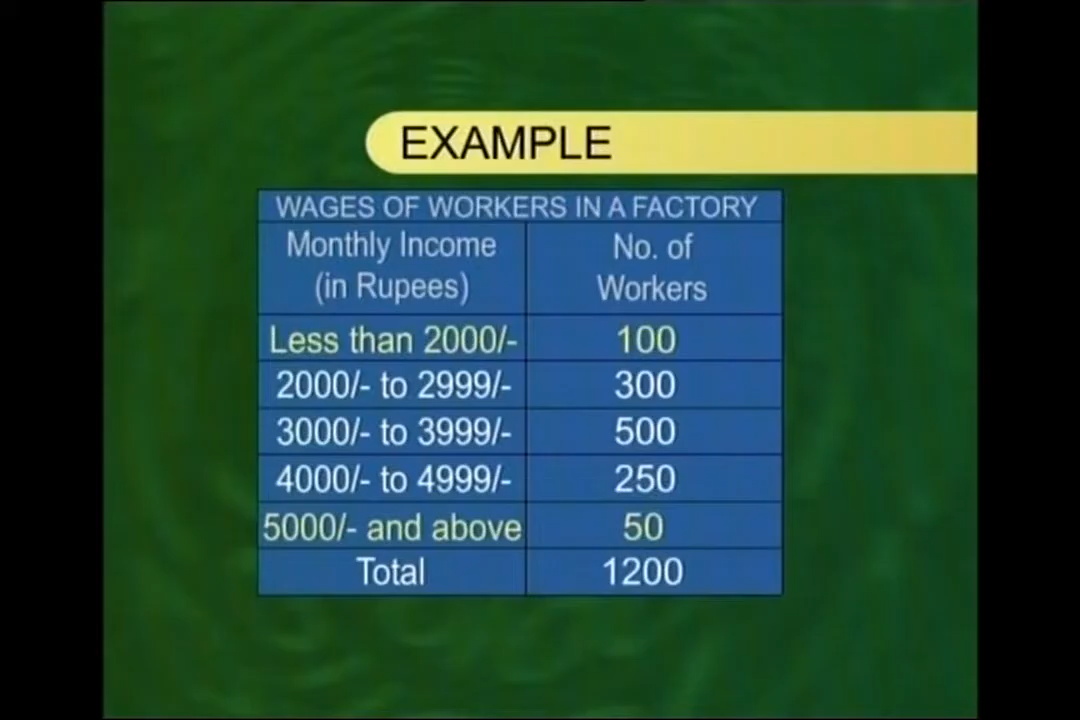 EXAMPLE
WAGES OF WORKERS IN A FACTORY
Monthly Income
(in Rupees)
No. of
Workers
Less than 2000/- 100
2000/- to 2999/- 300
3000/- to 3999/- 500
4000/- to 4999/- 250
5000/- and above 50
Total 1200